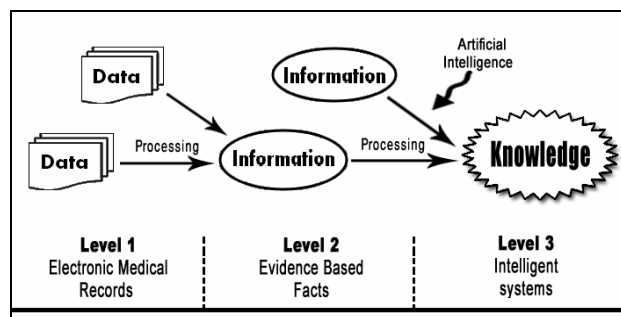 Artificial
Intelligence
Data
Information
Data
Processing
Information
Processing
Knowledge
Level 1
Electronic Medical
Records
Level 2
Evidence Based
Facts
Level 3
Intelligent
systems